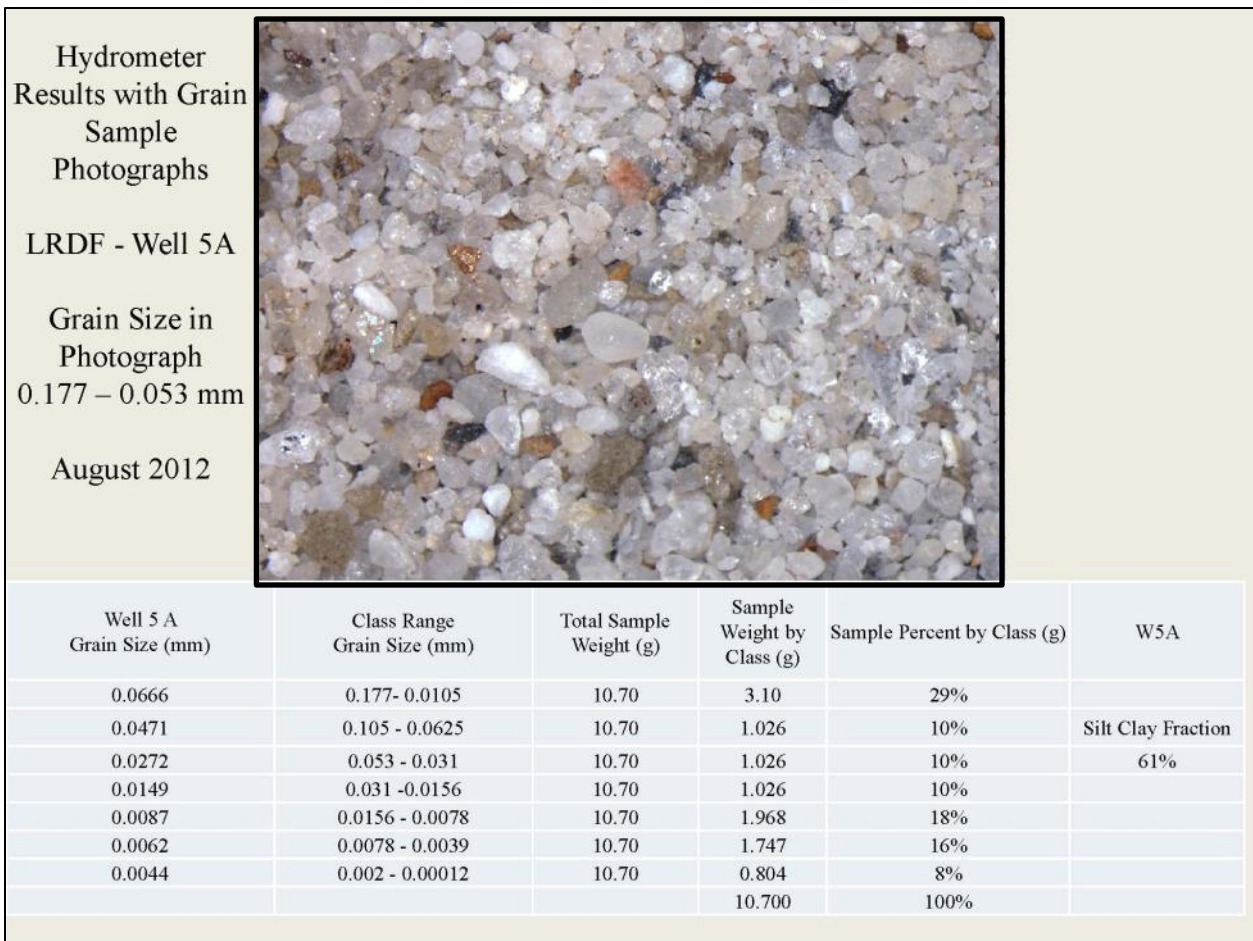 Hydrometer
Results with Grain
Sample
Photographs
LRDF - Well 5A
Grain Size in
Photograph
0.177 – 0.053 mm
August 2012
Well 5 A
Grain Size (mm)
Class Range
Grain Size (mm)
Total Sample
Weight (g)
Sample
Weight by
Class (g)
Sample Percent by Class (g)
W5A
0.0666 0.177- 0.0105 10.70 3.10 29%
0.0471 0.105 - 0.0625 10.70 1.026 10% Silt Clay Fraction
0.0272 0.053 - 0.031 10.70 1.026 10% 61%
0.0149 0.031 -0.0156 10.70 1.026 10%
0.0087 0.0156 - 0.0078 10.70 1.968 18%
0.0062 0.0078 - 0.0039 10.70 1.747 16%
0.0044 0.002 - 0.00012 10.70 0.804 8%
10.700 100%